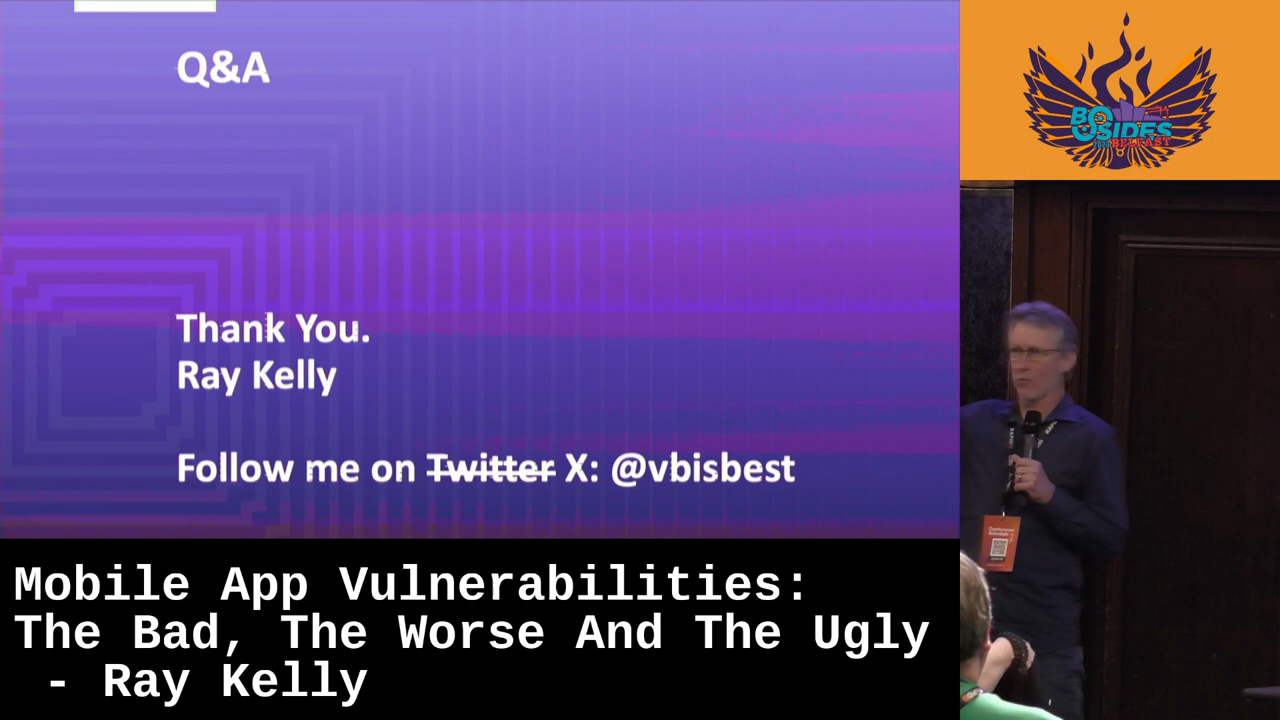 Q&A
Thank You.
Ray Kelly
Follow me on Twitter X: @vbisbest
Mobile App Vulnerabilities:
The Bad, The Worse And The Ugly
- Ray Kelly
BSIDES
BELFAST